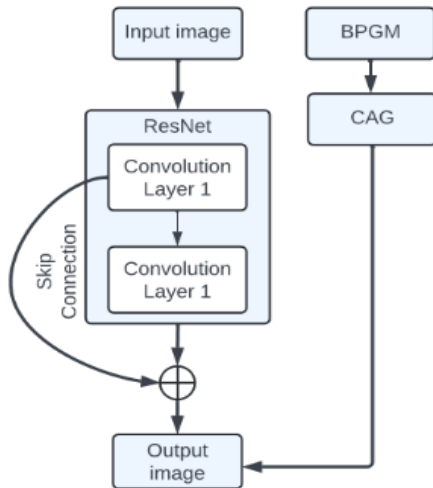 Input image
BPGM
ResNet
CAG
Convolution
Layer 1
Convolution
Layer 1
Skip
Connection
Output
image